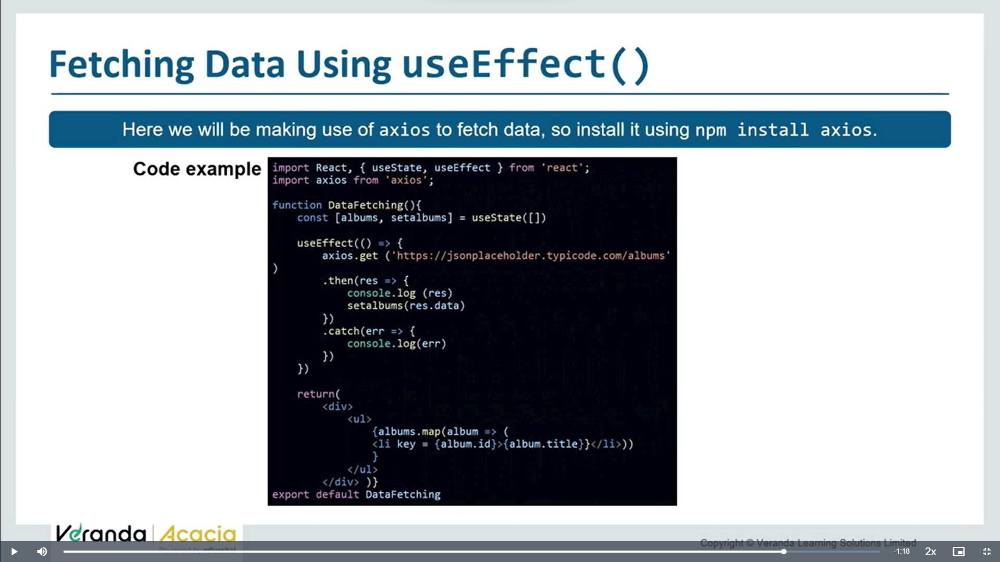 Fetching Data Using useEffect()
Here we will be making use of axios to fetch data, so install it using npm install axios.
Code example
import React, { useState, useEffect } from 'react';
import axios from 'axios';
function DataFetching(){
    const [albums, setalbums] = useState([])
    useEffect(() => {
        axios.get ('https://jsonplaceholder.typicode.com/albums'
)
        .then(res => {
            console.log (res)
            setalbums(res.data)
        })
        .catch(err => {
            console.log(err)
        })
    })
    return(
        <div>
            <ul>
                {albums.map(album => (
                <li key = {album.id}>{album.title}}</li>))
                }
            </ul>
        </div> )}
export default DataFetching
Veranda | Acacia
Powered by edureka!
Copyright © Veranda Learning Solutions Limited
-1:18
2x